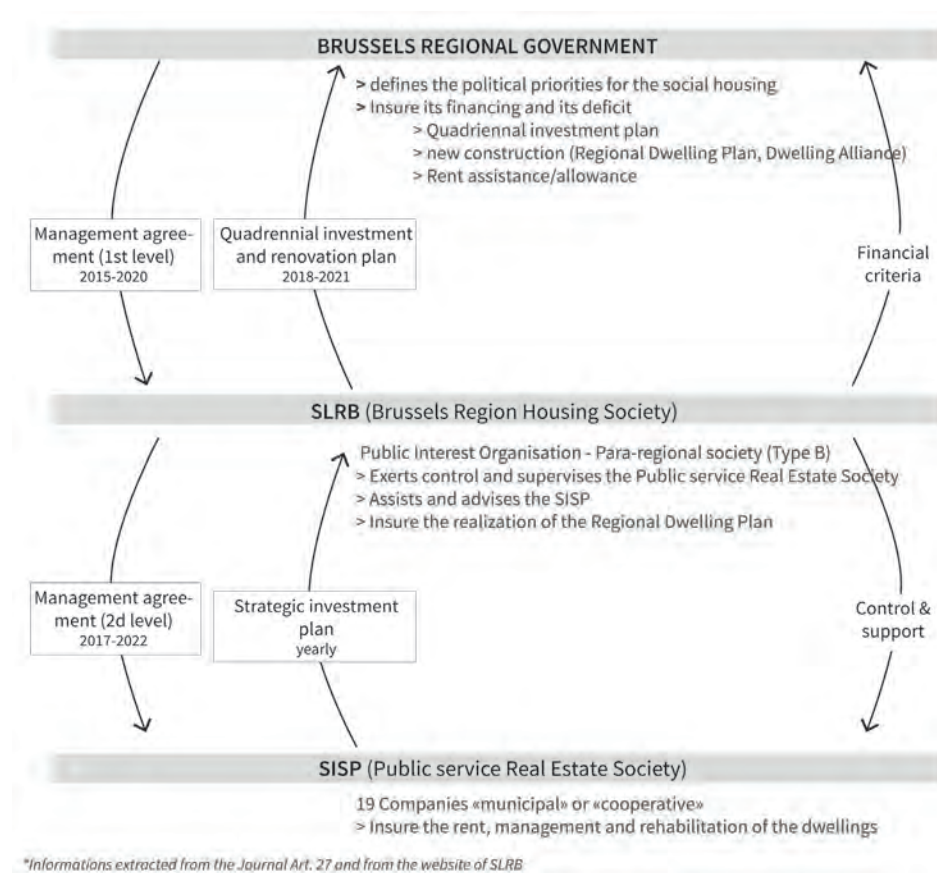 BRUSSELS REGIONAL GOVERNMENT
> defines the political priorities for the social housing
> Insure its financing and its deficit
> Quadriennal investment plan
> new construction (Regional Dwelling Plan, Dwelling Alliance)
> Rent assistance/allowance
Management agree-
ment (1st level)
2015-2020
Quadrennial investment
and renovation plan
2018-2021
Financial
criteria
SLRB (Brussels Region Housing Society)
Public Interest Organisation - Para-regional society (Type B)
> Exerts control and supervises the Public service Real Estate Society
> Assists and advises the SISP
> Insure the realization of the Regional Dwelling Plan
Management agree-
ment (2d level)
2017-2022
Strategic investment
plan
yearly
Control &
support
SISP (Public service Real Estate Society)
19 Companies «municipal» or «cooperative»
> Insure the rent, management and rehabilitation of the dwellings
*Informations extracted from the Journal Art. 27 and from the website of SLRB